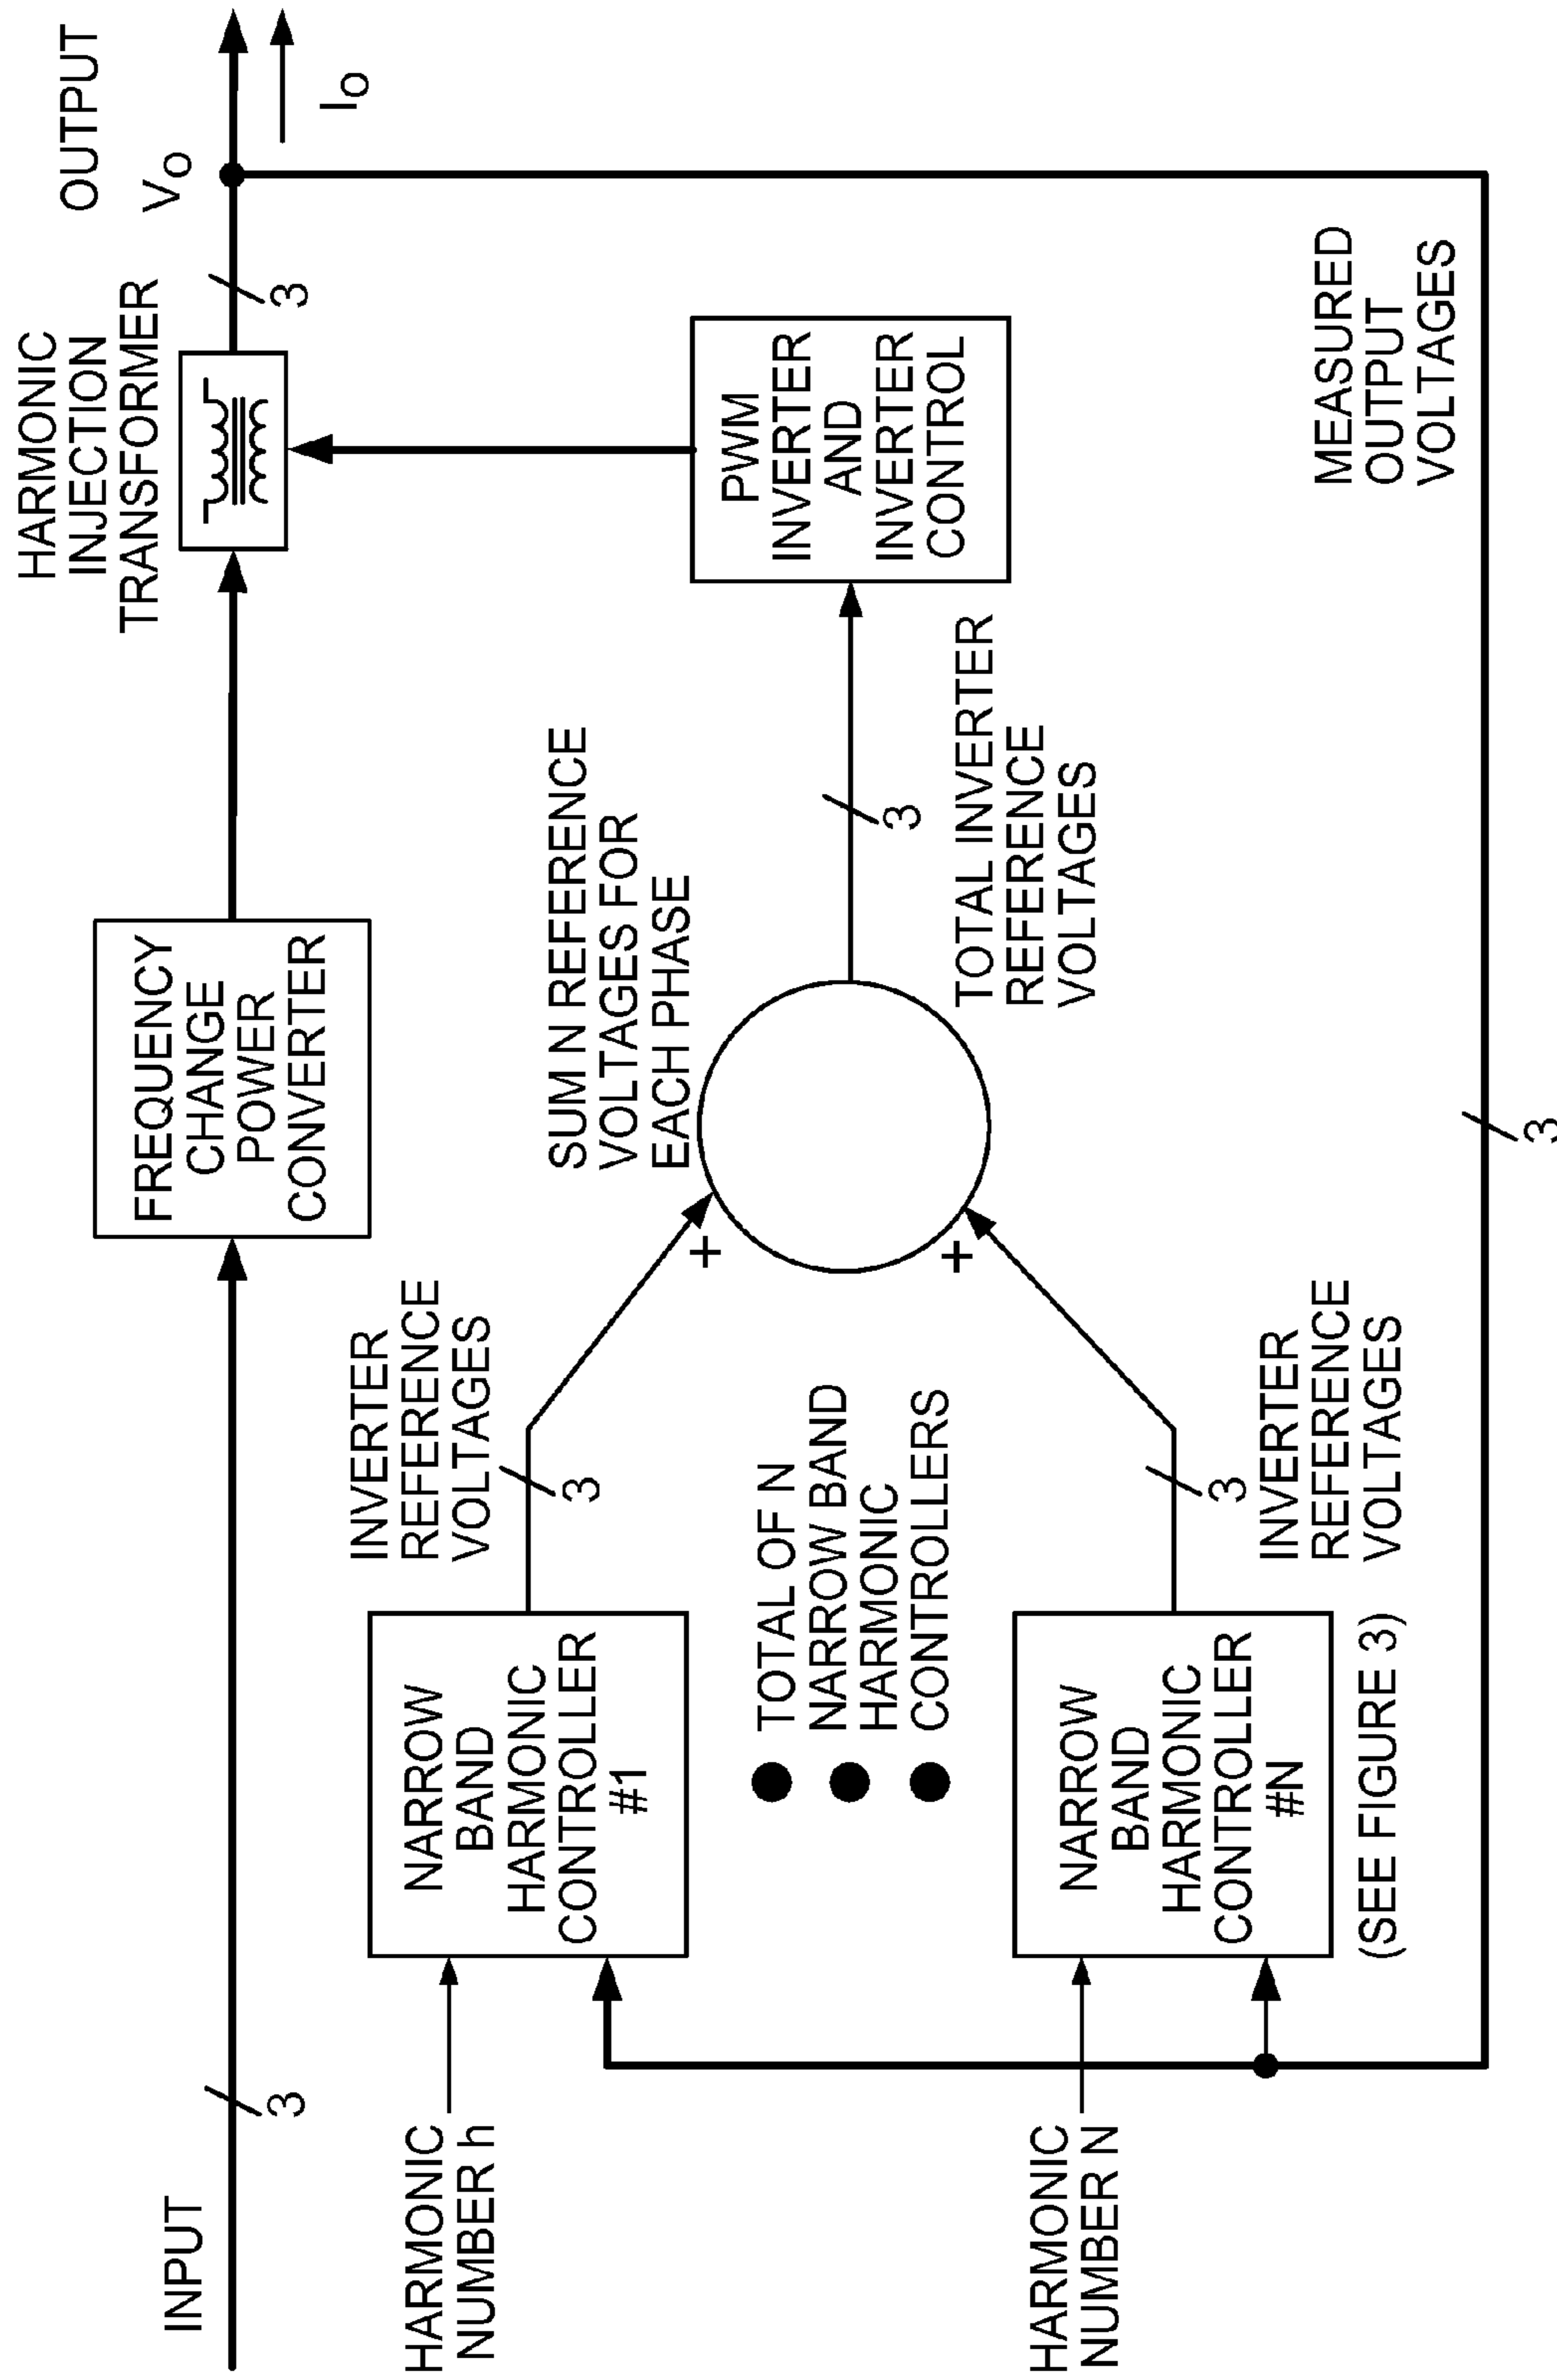 INPUT
3
FREQUENCY
CHANGE
POWER
CONVERTER
HARMONIC
INJECTION
TRANSFORMER
3
OUTPUT
VO
IO
HARMONIC
NUMBER h
NARROW
BAND
HARMONIC
CONTROLLER
#1
INVERTER
REFERENCE
VOLTAGES
3
+
SUM N REFERENCE
VOLTAGES FOR
EACH PHASE
TOTAL OF N
NARROW BAND
HARMONIC
CONTROLLERS
3
TOTAL INVERTER
REFERENCE
VOLTAGES
PWM
INVERTER
AND
INVERTER
CONTROL
HARMONIC
NUMBER N
NARROW
BAND
HARMONIC
CONTROLLER
#N
(SEE FIGURE 3)
+
3
INVERTER
REFERENCE
VOLTAGES
MEASURED
OUTPUT
VOLTAGES
3